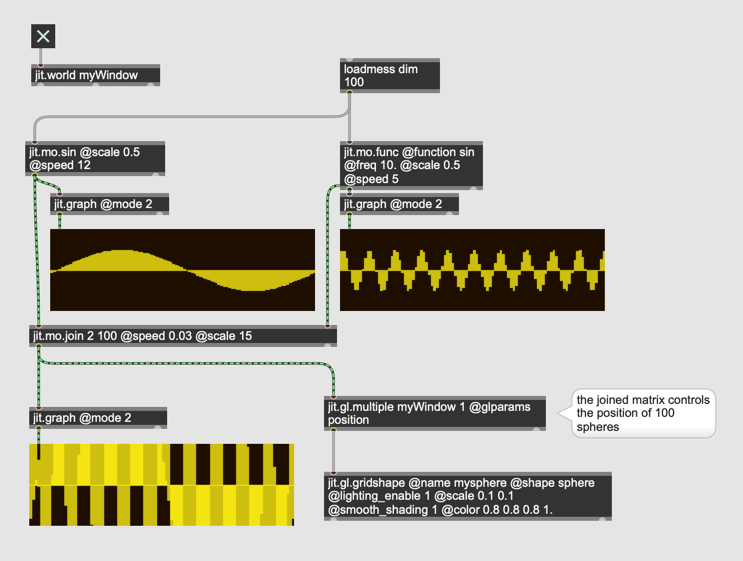 jit.world myWindow
loadmess dim
100
jit.mo.sin @scale 0.5
@speed 12
jit.mo.func @function sin
@freq 10. @scale 0.5
@speed 5
jit.graph @mode 2
jit.graph @mode 2
jit.mo.join 2 100 @speed 0.03 @scale 15
jit.graph @mode 2
jit.gl.multiple myWindow 1 @glparams
position
the joined matrix controls
the position of 100
spheres
jit.gl.gridshape @name mysphere @shape sphere
@lighting_enable 1 @scale 0.1 0.1
@smooth_shading 1 @color 0.8 0.8 0.8 1.